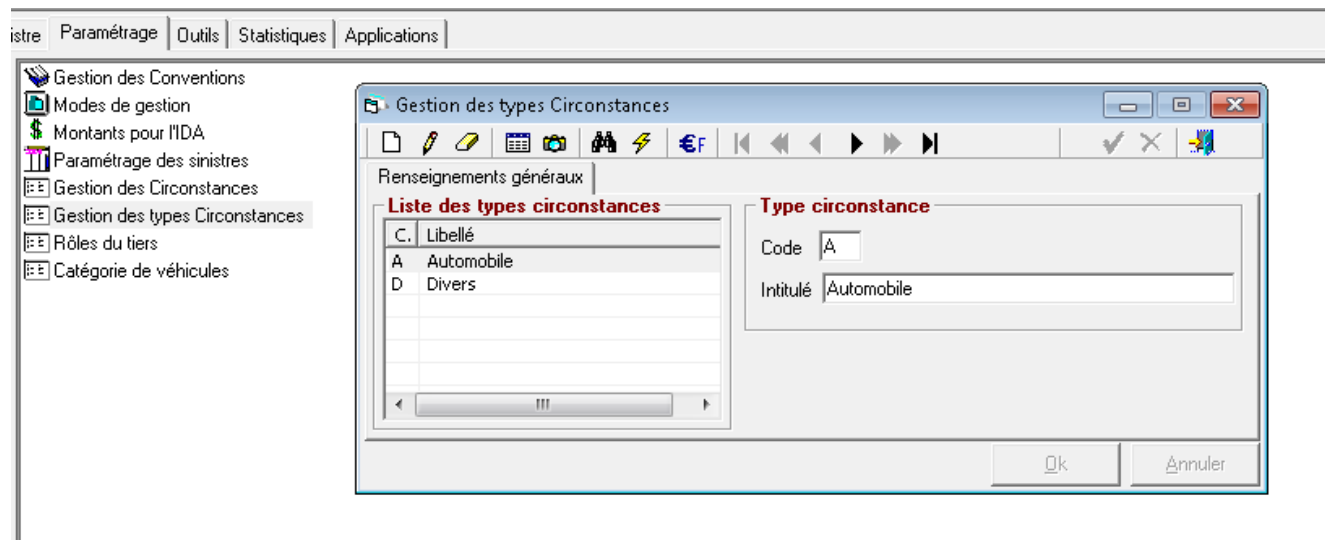 istre Paramétrage Outils Statistiques Applications
Gestion des Conventions
Modes de gestion
Montants pour l'IDA
Paramétrage des sinistres
Gestion des Circonstances
Gestion des types Circonstances
Rôles du tiers
Catégorie de véhicules
Gestion des types Circonstances
€F
Renseignements généraux
Liste des types circonstances
C. Libellé
A Automobile
D Divers
Type circonstance
Code A
Intitulé Automobile
Ok Annuler